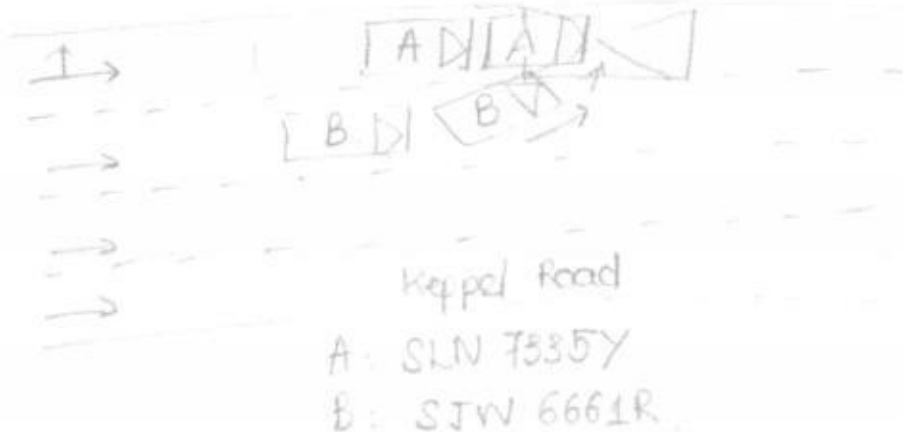 A A
B B
Keppel Road
A: SLN 7335Y
B: SJW 6661R